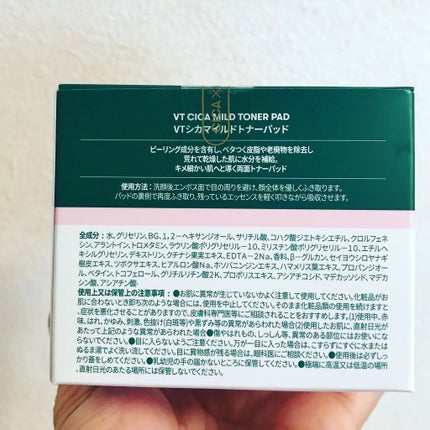 VT CICA MILD TONER PAD
VTシカマイルドトナーパッド
ピーリング成分を含有し、ベタつく皮脂や老廃物を除去し
荒れて乾燥した肌に水分を補給。
キメ細かい肌へと導く両面トナーパッド
使用方法：洗顔後エンボス面で目の周りを避け、顔全体を優しくふき取ります。
パッドの裏側で再度ふき取り、残っているエッセンスを軽く叩きながら吸収させます。
全成分：水、グリセリン、BG、1,2-ヘキサンジオール、サリチル酸、コハク酸ジエトキシエチル、クロルフェネ
シン、アラントイン、トロメタミン、ラウリン酸ポリグリセリル-10、ミリスチン酸ポリグリセリル-10、エチルヘ
キシルグリセリン、デキストリン、クチナシ果実エキス、EDTA-2Na、香料、β-グルカン、セイヨウシロヤナギ
樹皮エキス、ツボクサエキス、ヒアルロン酸Na、ホソバニンジンエキス、ハマメリス葉エキス、プロパンジオー
ル、ベタイン、トコフェロール、グリチルリチン酸2K、プロポリスエキス、アシアチコシド、マデカッソシド、マデカ
シン酸、アシアチン酸
使用上又は保管上の注意事項：●お肌に異常が生じていないかよく注意して使用してください。化粧品がお
肌に合わないとき即ち次のような場合には、使用を中止してください。そのまま化粧品類の使用を続けますと
、症状を悪化させることがありますので、皮膚科専門医等にご相談されることをおすすめします。(1)使用中、赤
味、はれ、かゆみ、刺激、色抜け(白斑等)や黒ずみ等の異常があらわれた場合(2)使用したお肌に、直射日光が
あたって上記のような異常があらわれた場合●傷やはれもの、しっしん等、異常のある部位にはお使いにな
らないでください。●目に入らないようご注意ください。万が一目に入った場合は、こすらずにすぐに水または
ぬるま湯でよく洗い流してください。目に異物感が残る場合は、眼科医にご相談ください。●使用後は必ずしっ
かり蓋をしめてください。●乳幼児の手の届かないところに保管してください。●極端に高温又は低温の場所
、直射日光のあたる場所には保管しないでください。